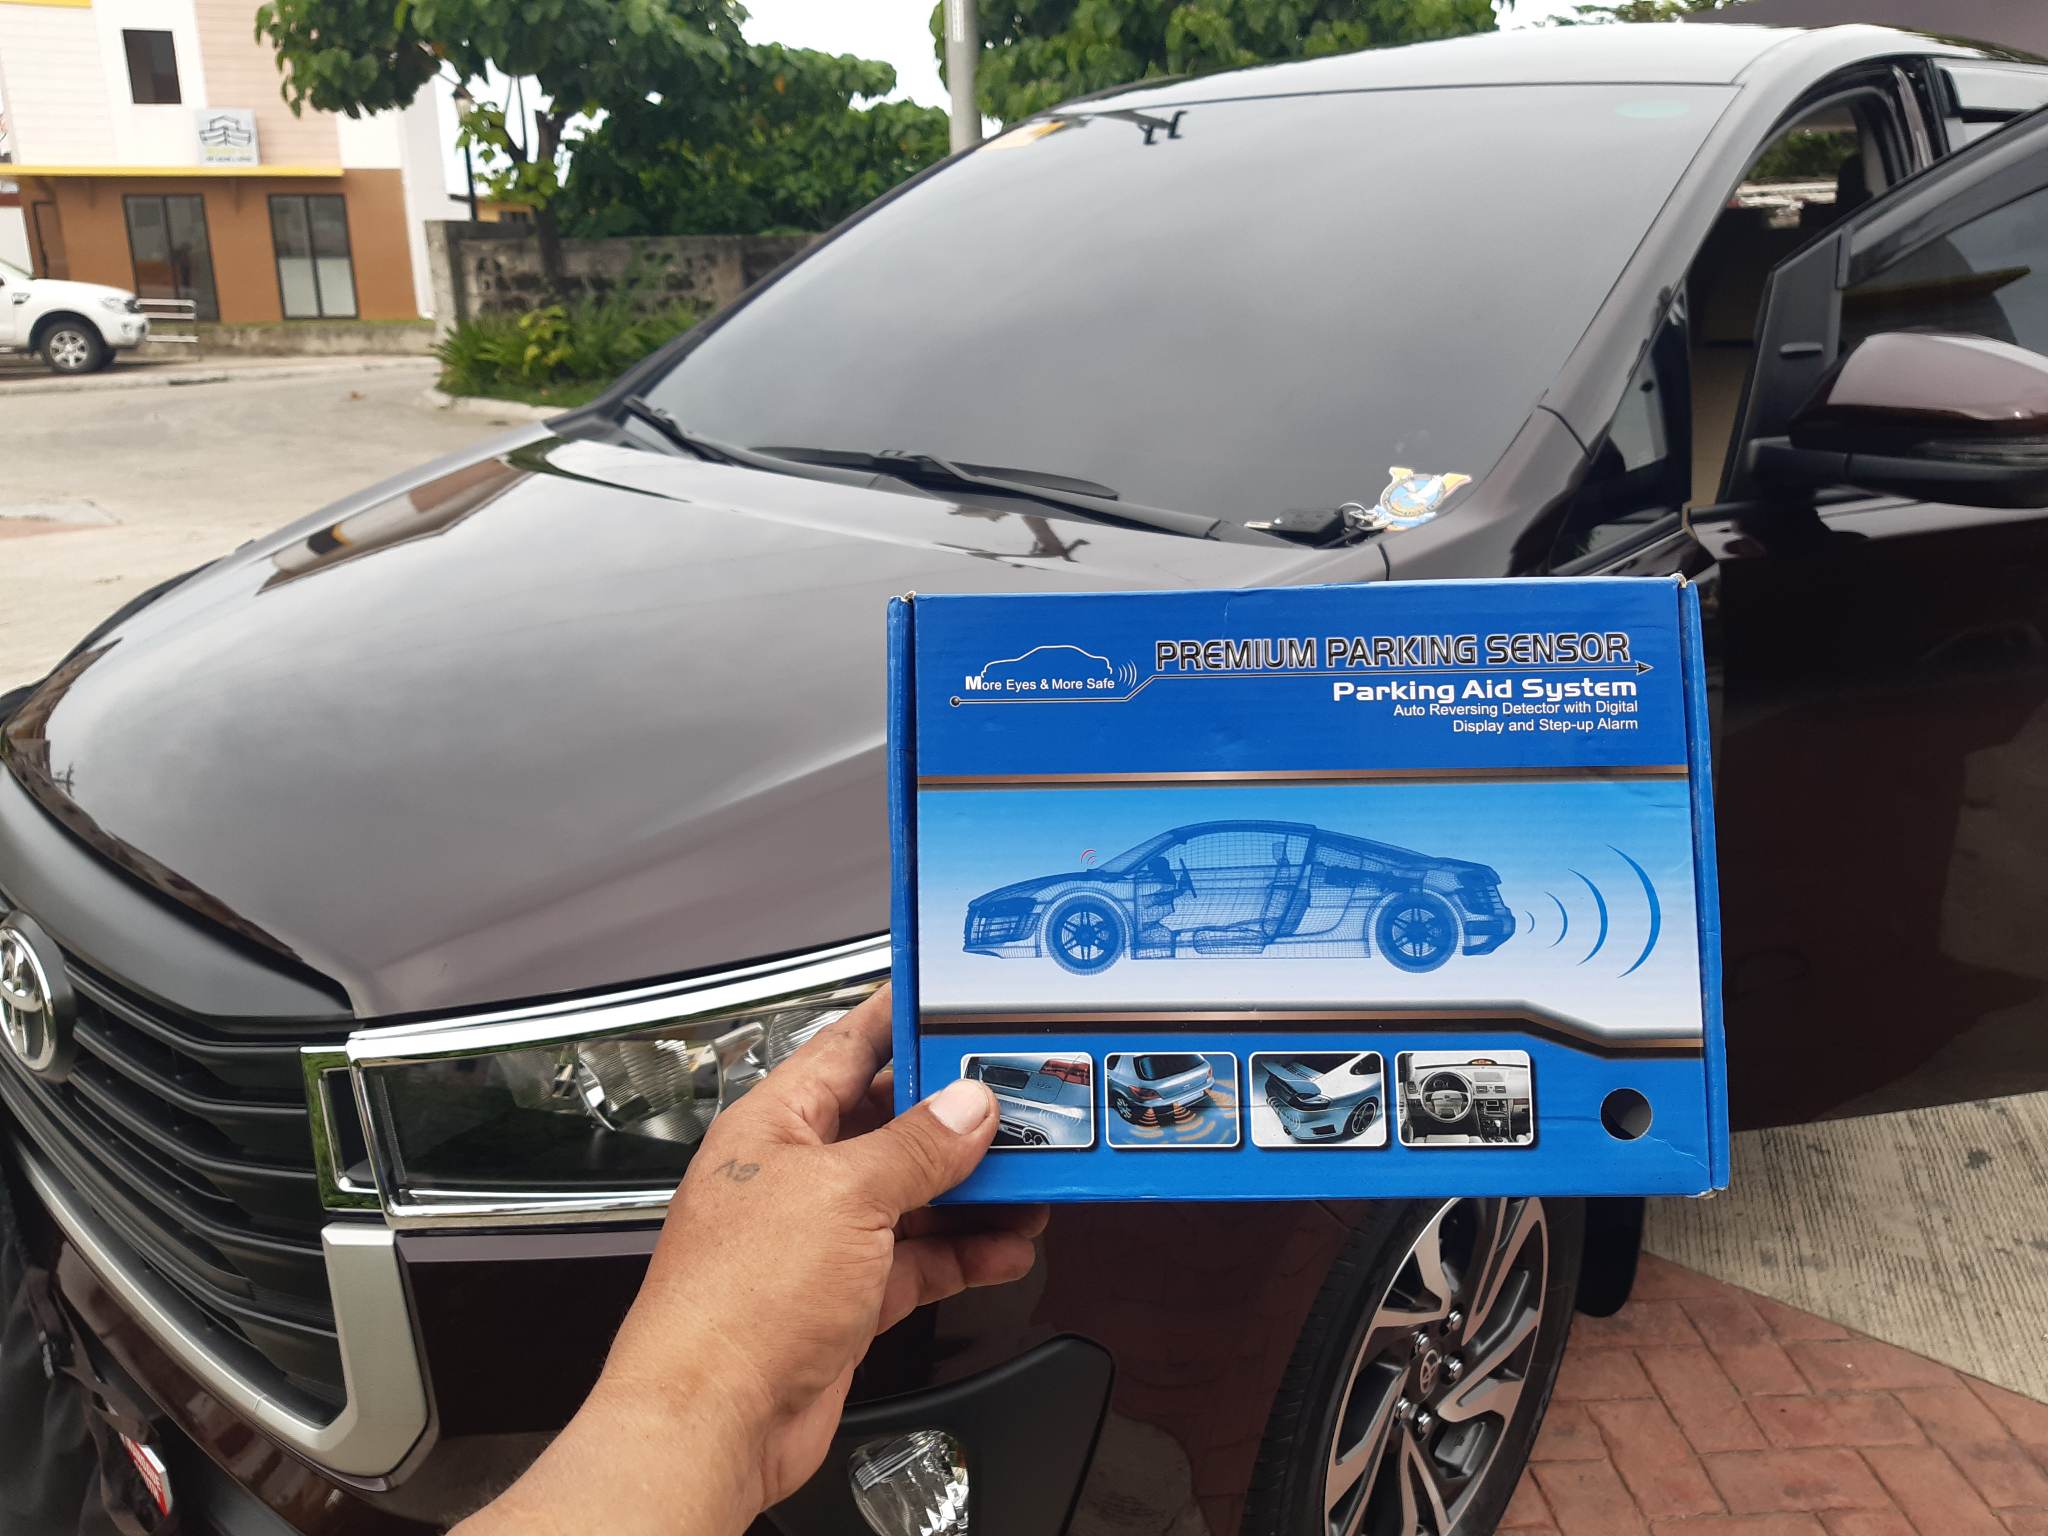 PREMIUM PARKING SENSOR
More Eyes & More Safe
Parking Aid System
Auto Reversing Detector with Digital
Display and Step-up Alarm